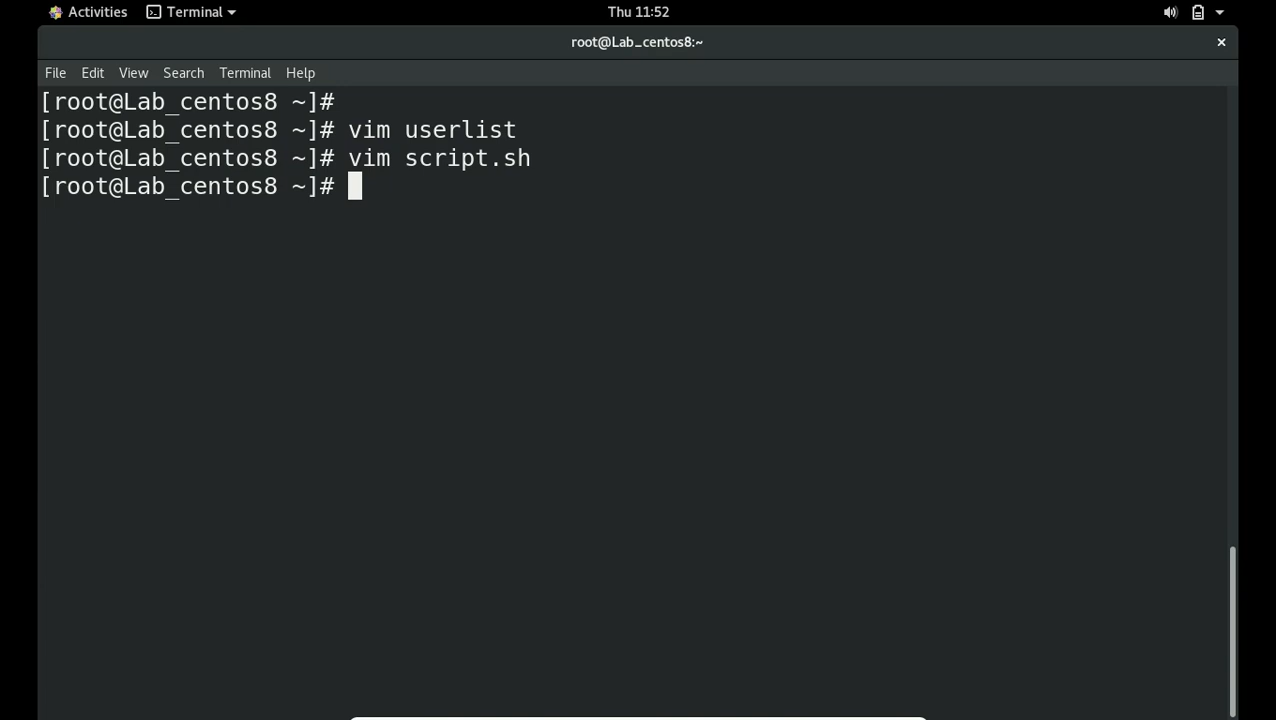 Activities Terminal Thu 11:52
root@Lab_centos8:~
File Edit View Search Terminal Help
[root@Lab_centos8 ~]#
[root@Lab_centos8 ~]# vim userlist
[root@Lab_centos8 ~]# vim script.sh
[root@Lab_centos8 ~]#